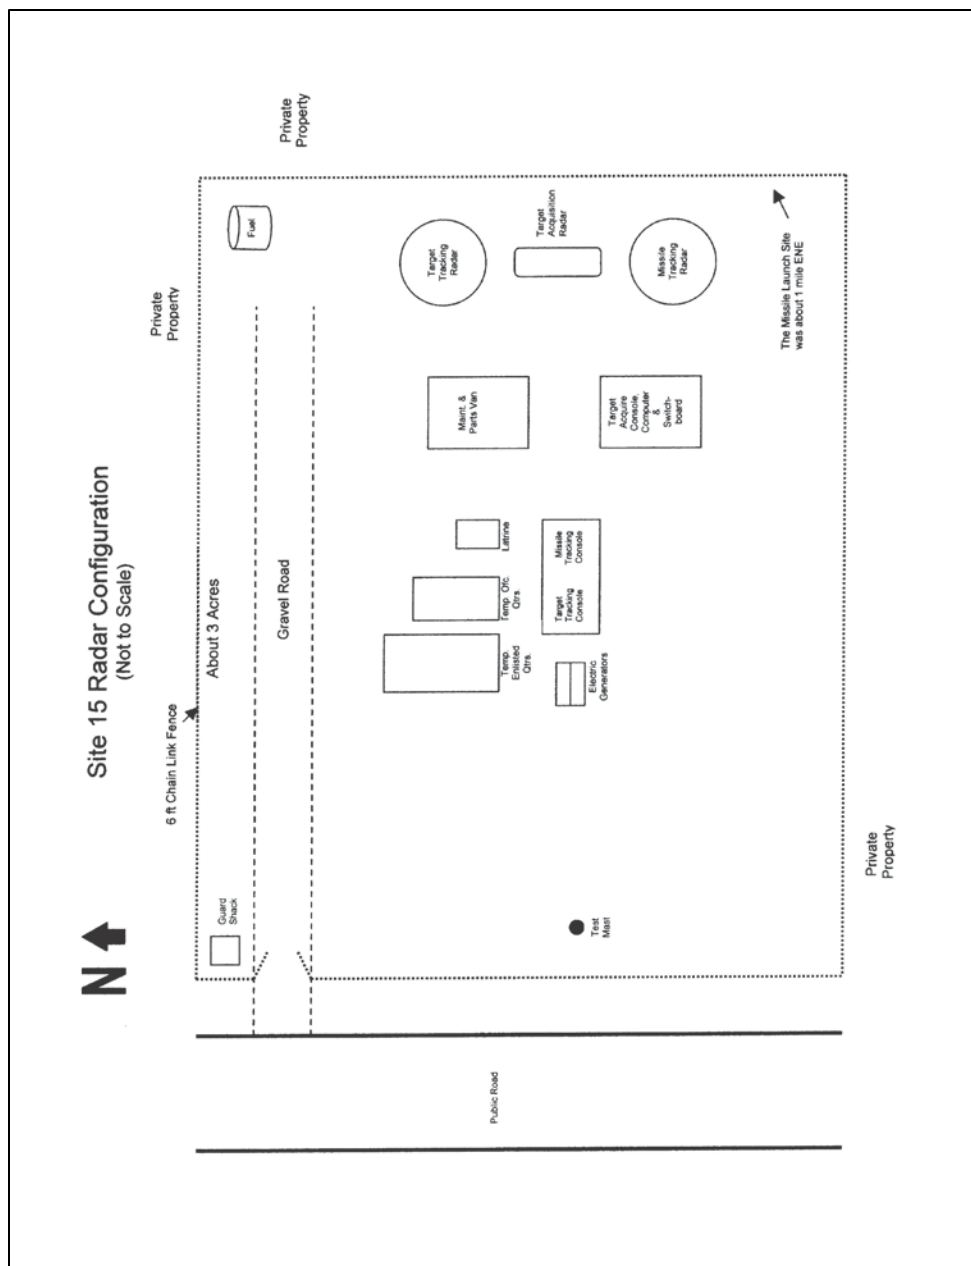 Site 15 Radar Configuration
(Not to Scale)
N
6 ft Chain Link Fence
Private
Property
About 3 Acres
Guard
Shack
Fuel
Gravel Road
Private
Property
Temp.
Enlisted
Qtrs.
Temp. Ofc.
Qtrs.
Lattrine
Maint. &
Parts Van
Target
Tracking
Radar
Target
Acquisition
Radar
Public Road
Test
Mast
Electric
Generators
Target
Tracking
Console
Missile
Tracking
Console
Target
Acquire
Console,
Computer
&
Switch-
board
Missile
Tracking
Radar
The Missile Launch Site
was about 1 mile ENE
Private
Property